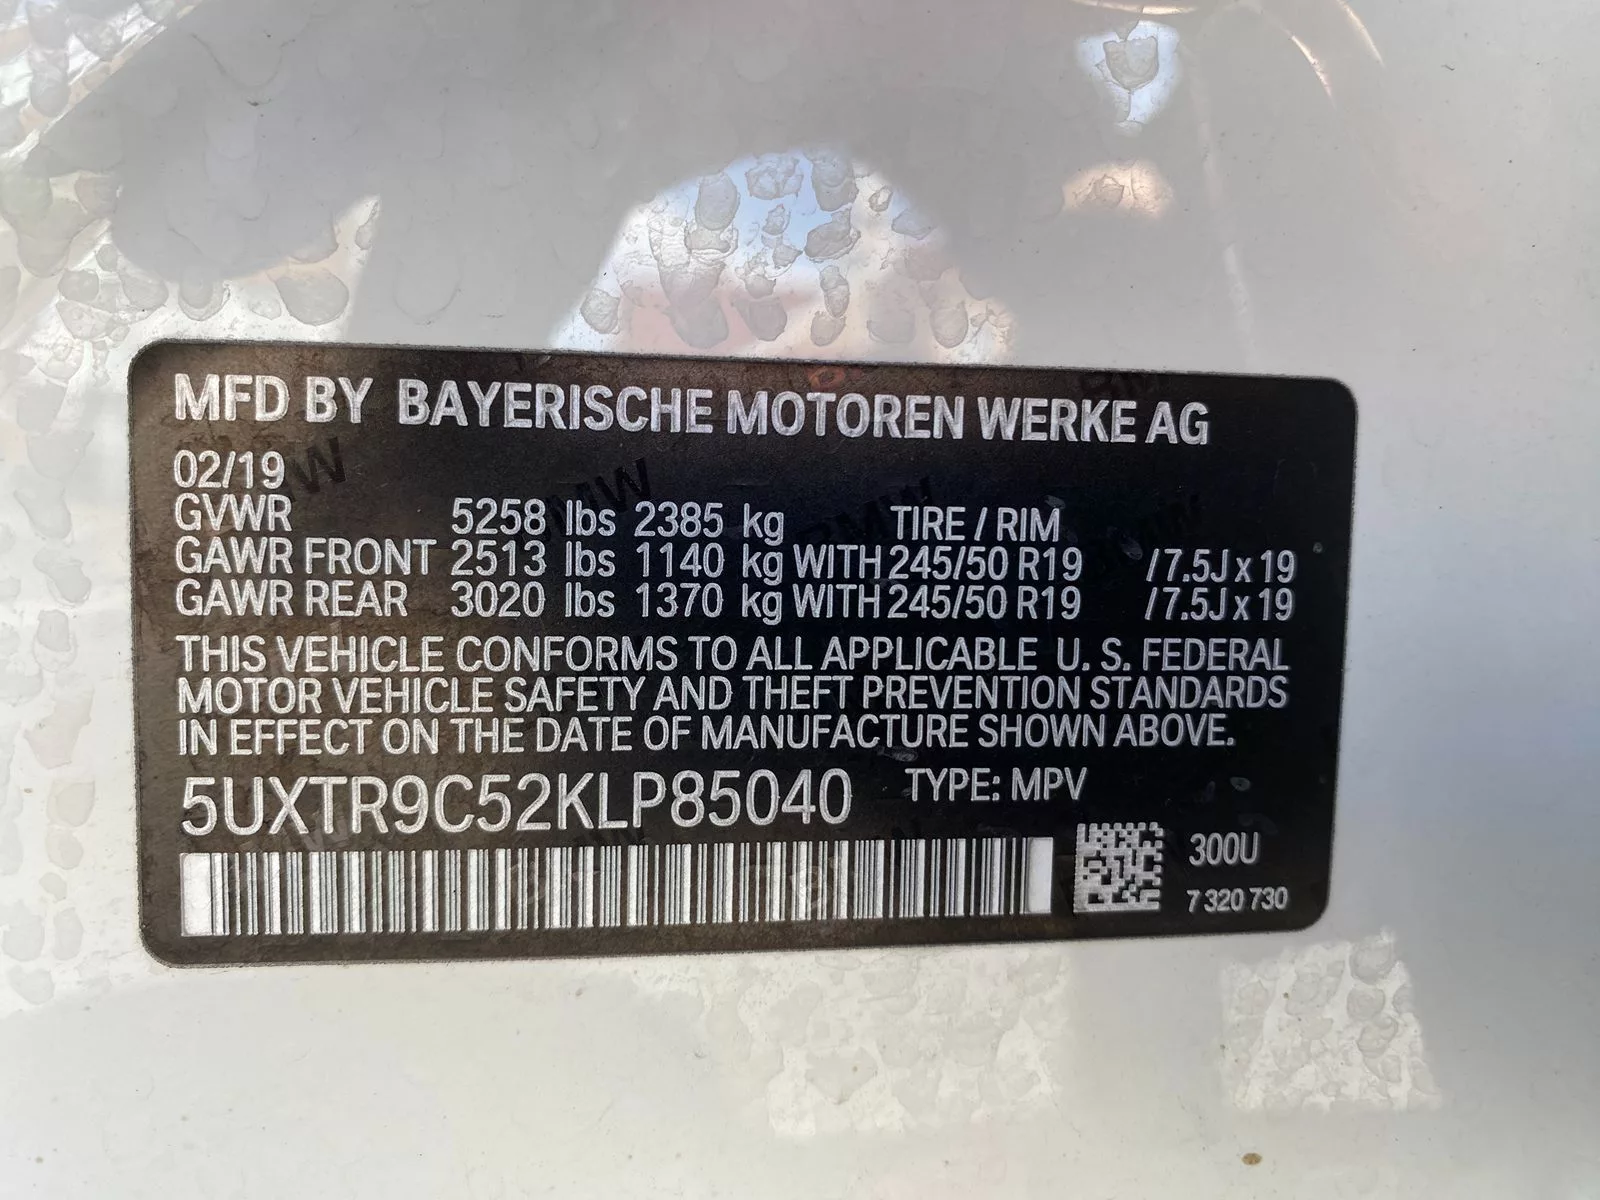 MFD BY BAYERISCHE MOTOREN WERKE AG
02/19
GVWR 5258 lbs 2385 kg TIRE / RIM
GAWR FRONT 2513 lbs 1140 kg WITH 245/50 R19 /7.5J x 19
GAWR REAR 3020 lbs 1370 kg WITH 245/50 R19 /7.5J x 19
THIS VEHICLE CONFORMS TO ALL APPLICABLE U. S. FEDERAL
MOTOR VEHICLE SAFETY AND THEFT PREVENTION STANDARDS
IN EFFECT ON THE DATE OF MANUFACTURE SHOWN ABOVE.
5UXTR9C52KLP85040 TYPE: MPV
300U
7 320 730